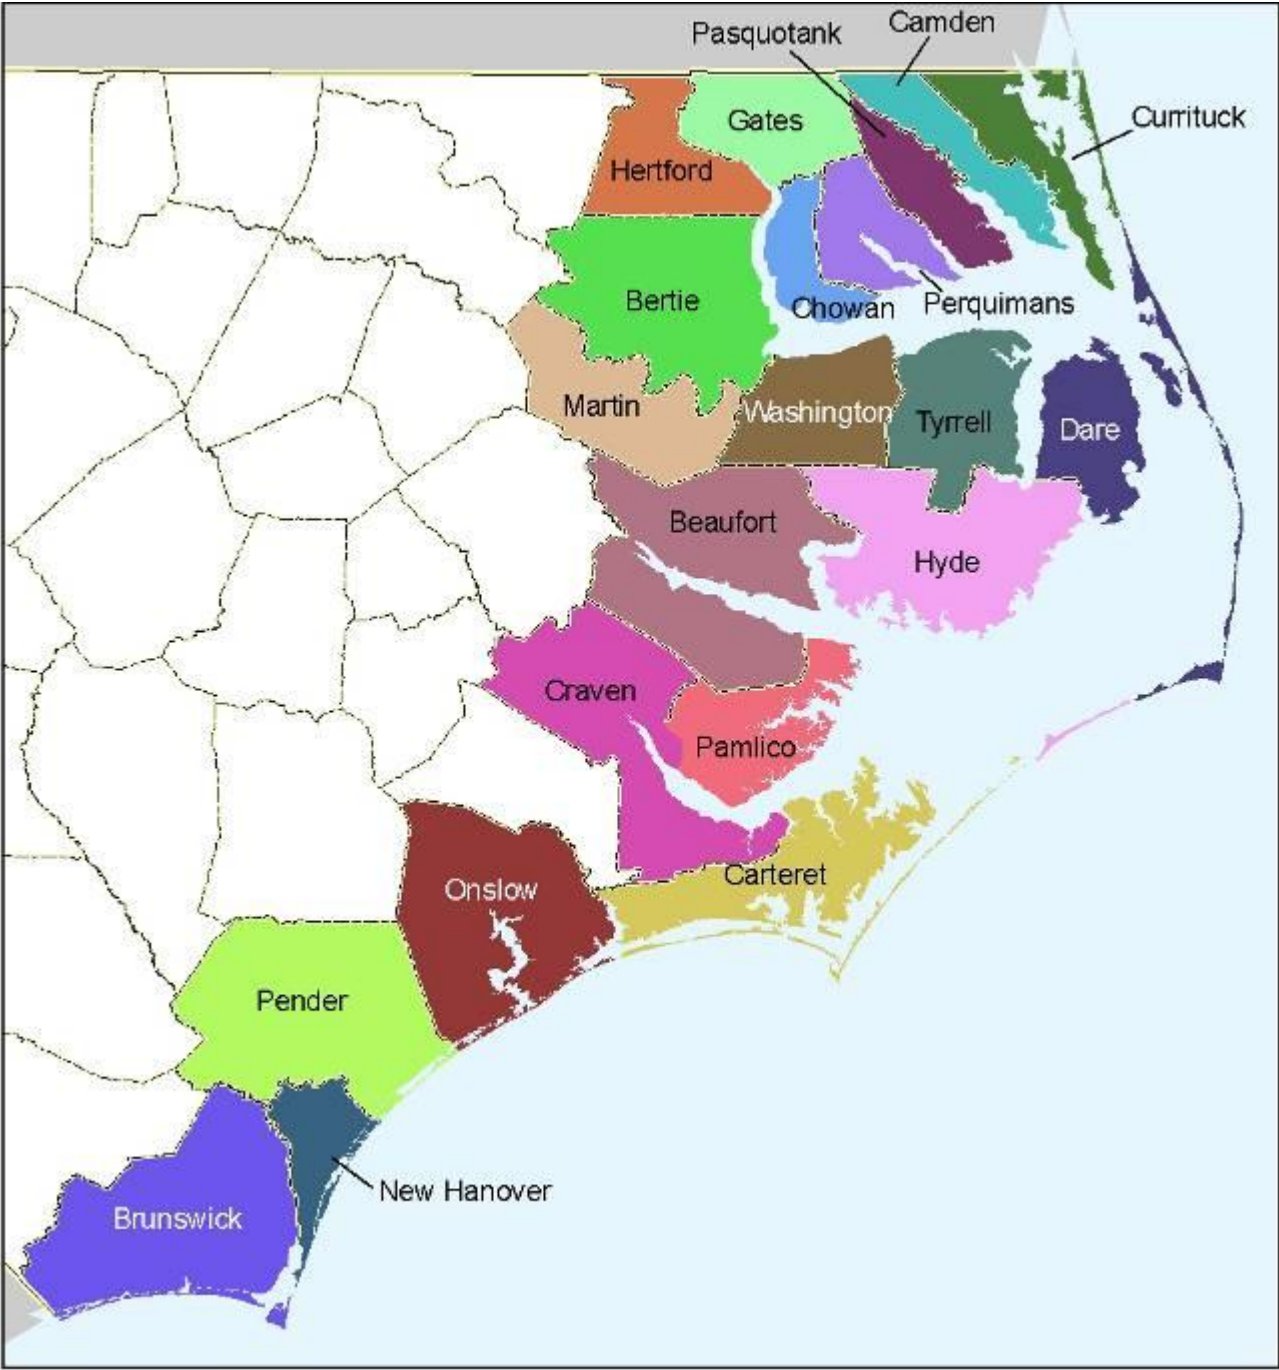 Camden
Pasquotank
Currituck
Gates
Hertford
Bertie
Chowan
Perquimans
Martin
Washington
Tyrrell
Dare
Beaufort
Hyde
Craven
Pamlico
Carteret
Onslow
Pender
New Hanover
Brunswick